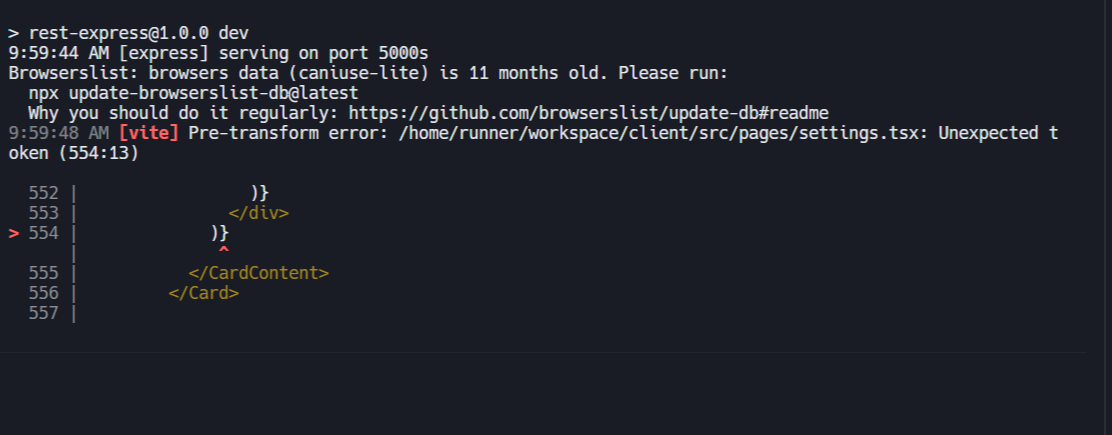 > rest-express@1.0.0 dev
9:59:44 AM [express] serving on port 5000s
Browserslist: browsers data (caniuse-lite) is 11 months old. Please run:
  npx update-browserslist-db@latest
  Why you should do it regularly: https://github.com/browserslist/update-db#readme
9:59:48 AM [vite] Pre-transform error: /home/runner/workspace/client/src/pages/settings.tsx: Unexpected t
oken (554:13)
  552 |                 )}
  553 |               </div>
> 554 |             )}
      |              ^
  555 |           </CardContent>
  556 |         </Card>
  557 |